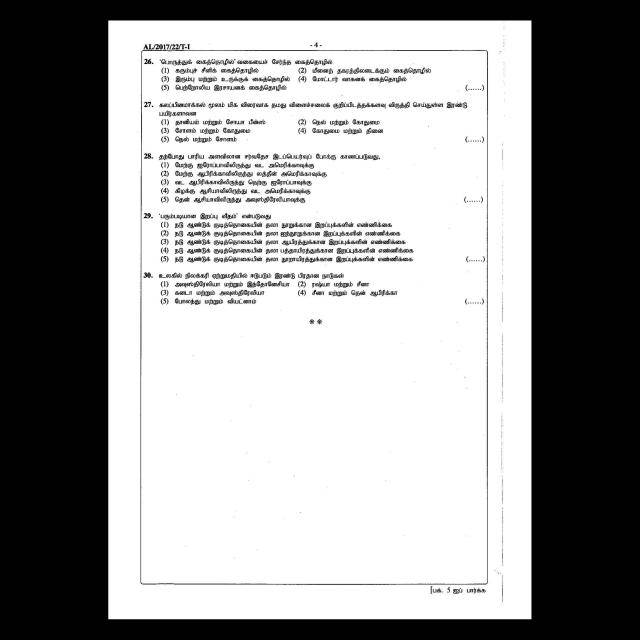 AL/2017/22/T-I
- 4 -
26. 'பொருத்துக் கைத்தொழில்' வகையைச் சேர்ந்த கைத்தொழில்
(1) கரும்புச் சீனிக் கைத்தொழில் (2) மீனைத் தகரத்திலடைக்கும் கைத்தொழில்
(3) இரும்பு மற்றும் உருக்குக் கைத்தொழில் (4) மோட்டார் வாகனக் கைத்தொழில்
(5) பெற்றோலிய இரசாயனக் கைத்தொழில் (......)
27. கலப்பினமாக்கல் மூலம் மிக விரைவாக தமது விளைச்சலைக் குறிப்பிடத்தக்களவு விருத்தி செய்துள்ள இரண்டு
பயிர்களாவன
(1) தானியம் மற்றும் சோயா பீன்ஸ் (2) நெல் மற்றும் கோதுமை
(3) சோளம் மற்றும் கோதுமை (4) கோதுமை மற்றும் தினை
(5) நெல் மற்றும் சோளம் (......)
28. தற்போது பாரிய அளவிலான சர்வதேச இடப்பெயர்வுப் போக்கு காணப்படுவது,
(1) மேற்கு ஐரோப்பாவிலிருந்து வட அமெரிக்காவுக்கு
(2) மேற்கு ஆபிரிக்காவிலிருந்து லத்தீன் அமெரிக்காவுக்கு
(3) வட ஆபிரிக்காவிலிருந்து தெற்கு ஐரோப்பாவுக்கு
(4) கிழக்கு ஆசியாவிலிருந்து வட அமெரிக்காவுக்கு
(5) தென் ஆசியாவிலிருந்து அவுஸ்திரேலியாவுக்கு (......)
29. 'பரும்படியான இறப்பு வீதம்' என்படுவது
(1) நடு ஆண்டுக் குடித்தொகையின் தலா நூறுக்கான இறப்புக்களின் எண்ணிக்கை
(2) நடு ஆண்டுக் குடித்தொகையின் தலா ஐந்நூறுக்கான இறப்புக்களின் எண்ணிக்கை
(3) நடு ஆண்டுக் குடித்தொகையின் தலா ஆயிரத்துக்கான இறப்புக்களின் எண்ணிக்கை
(4) நடு ஆண்டுக் குடித்தொகையின் தலா பத்தாயிரத்துக்கான இறப்புக்களின் எண்ணிக்கை
(5) நடு ஆண்டுக் குடித்தொகையின் தலா நூறாயிரத்துக்கான இறப்புக்களின் எண்ணிக்கை (......)
30. உலகில் நிலக்கரி ஏற்றுமதியில் ஈடுபடும் இரண்டு பிரதான நாடுகள்
(1) அவுஸ்திரேலியா மற்றும் இந்தோனேசியா (2) ரஷ்யா மற்றும் சீனா
(3) கனடா மற்றும் அவுஸ்திரேலியா (4) சீனா மற்றும் தென் ஆபிரிக்கா
(5) போலந்து மற்றும் வியட்னாம் (......)
**
[பக். 5 ஐப் பார்க்க